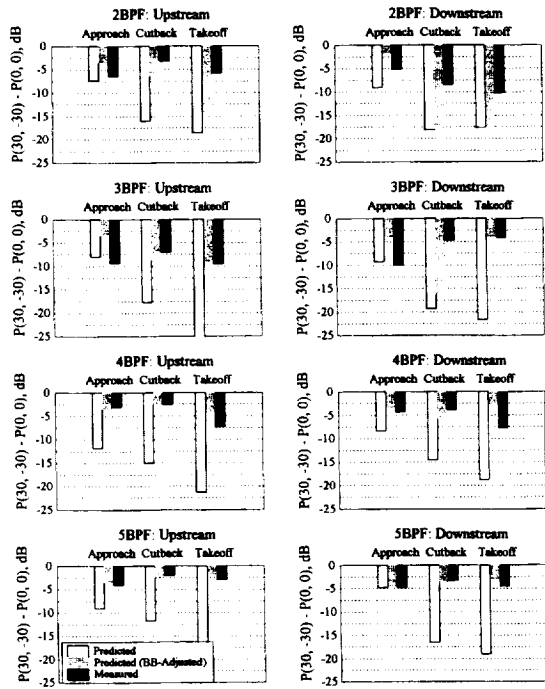 2BPF: Upstream
Approach Cutback Takeoff
P(30, -30) - P(0, 0), dB
0
-5
-10
-15
-20
-25
2BPF: Downstream
Approach Cutback Takeoff
P(30, -30) - P(0, 0), dB
0
-5
-10
-15
-20
-25
3BPF: Upstream
Approach Cutback Takeoff
P(30, -30) - P(0, 0), dB
0
-5
-10
-15
-20
-25
3BPF: Downstream
Approach Cutback Takeoff
P(30, -30) - P(0, 0), dB
0
-5
-10
-15
-20
-25
4BPF: Upstream
Approach Cutback Takeoff
P(30, -30) - P(0, 0), dB
0
-5
-10
-15
-20
-25
4BPF: Downstream
Approach Cutback Takeoff
P(30, -30) - P(0, 0), dB
0
-5
-10
-15
-20
-25
5BPF: Upstream
Approach Cutback Takeoff
P(30, -30) - P(0, 0), dB
0
-5
-10
-15
-20
-25
Predicted
Predicted (BB-Adjusted)
Measured
5BPF: Downstream
Approach Cutback Takeoff
P(30, -30) - P(0, 0), dB
0
-5
-10
-15
-20
-25